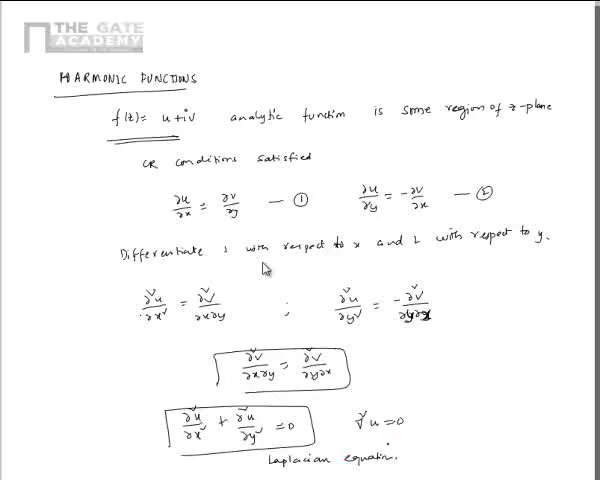 THE GATE
ACADEMY
HARMONIC FUNCTIONS
f(z) = u+iv analytic function is some region of z-plane
CR conditions satisfied
∂u/∂x = ∂v/∂y — ① ∂u/∂y = -∂v/∂x — ②
Differentiate 1 with respect to x and 2 with respect to y.
∂²u/∂x² = ∂²v/∂x∂y ; ∂²u/∂y² = -∂²v/∂y∂x
∂²v/∂x∂y = ∂²v/∂y∂x
∂²u/∂x² + ∂²u/∂y² = 0 ∇²u = 0
Laplacian equation.